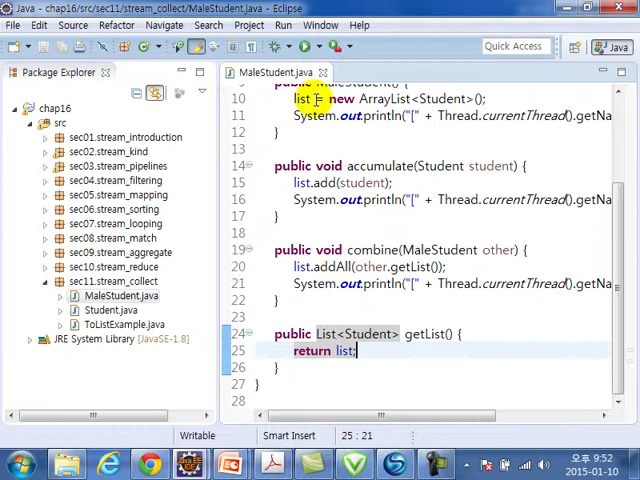 Java - chap16/src/sec11/stream_collect/MaleStudent.java - Eclipse
File Edit Source Refactor Navigate Search Project Run Window Help
Quick Access
Java
Package Explorer
MaleStudent.java
chap16
src
sec01.stream_introduction
sec02.stream_kind
sec03.stream_pipelines
sec04.stream_filtering
sec05.stream_mapping
sec06.stream_sorting
sec07.stream_looping
sec08.stream_match
sec09.stream_aggregate
sec10.stream_reduce
sec11.stream_collect
MaleStudent.java
Student.java
ToListExample.java
JRE System Library [JavaSE-1.8]
9 public MaleStudent() {
10 list = new ArrayList<Student>();
11 System.out.println("[" + Thread.currentThread().getNa
12 }
13
14 public void accumulate(Student student) {
15 list.add(student);
16 System.out.println("[" + Thread.currentThread().getNa
17 }
18
19 public void combine(MaleStudent other) {
20 list.addAll(other.getList());
21 System.out.println("[" + Thread.currentThread().getNa
22 }
23
24 public List<Student> getList() {
25 return list;
26 }
27 }
28
Writable Smart Insert 25 : 21
오후 9:52
2015-01-10